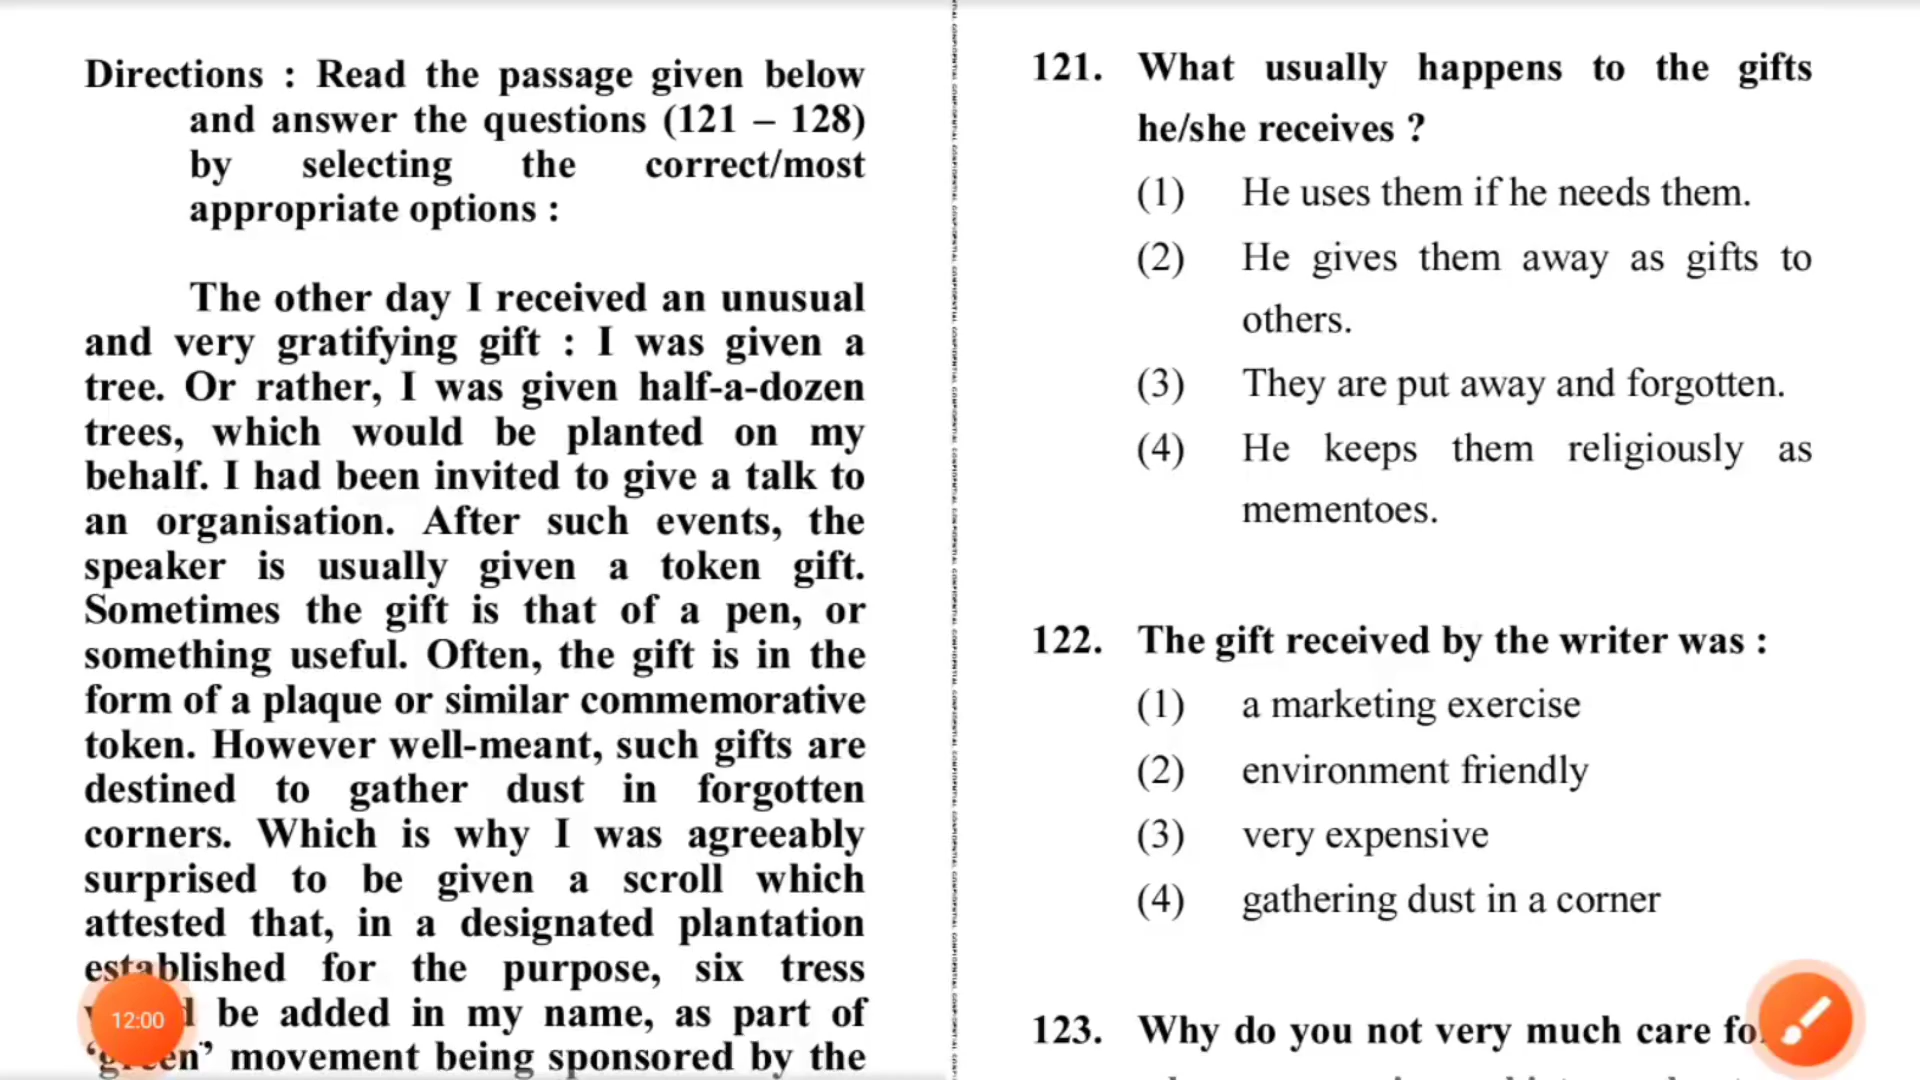 Directions : Read the passage given below
and answer the questions (121 – 128)
by selecting the correct/most
appropriate options :
The other day I received an unusual
and very gratifying gift : I was given a
tree. Or rather, I was given half-a-dozen
trees, which would be planted on my
behalf. I had been invited to give a talk to
an organisation. After such events, the
speaker is usually given a token gift.
Sometimes the gift is that of a pen, or
something useful. Often, the gift is in the
form of a plaque or similar commemorative
token. However well-meant, such gifts are
destined to gather dust in forgotten
corners. Which is why I was agreeably
surprised to be given a scroll which
attested that, in a designated plantation
established for the purpose, six tress
be added in my name, as part of
movement being sponsored by the
12:00
121. What usually happens to the gifts
he/she receives ?
(1) He uses them if he needs them.
(2) He gives them away as gifts to
others.
(3) They are put away and forgotten.
(4) He keeps them religiously as
mementoes.
122. The gift received by the writer was :
(1) a marketing exercise
(2) environment friendly
(3) very expensive
(4) gathering dust in a corner
123. Why do you not very much care